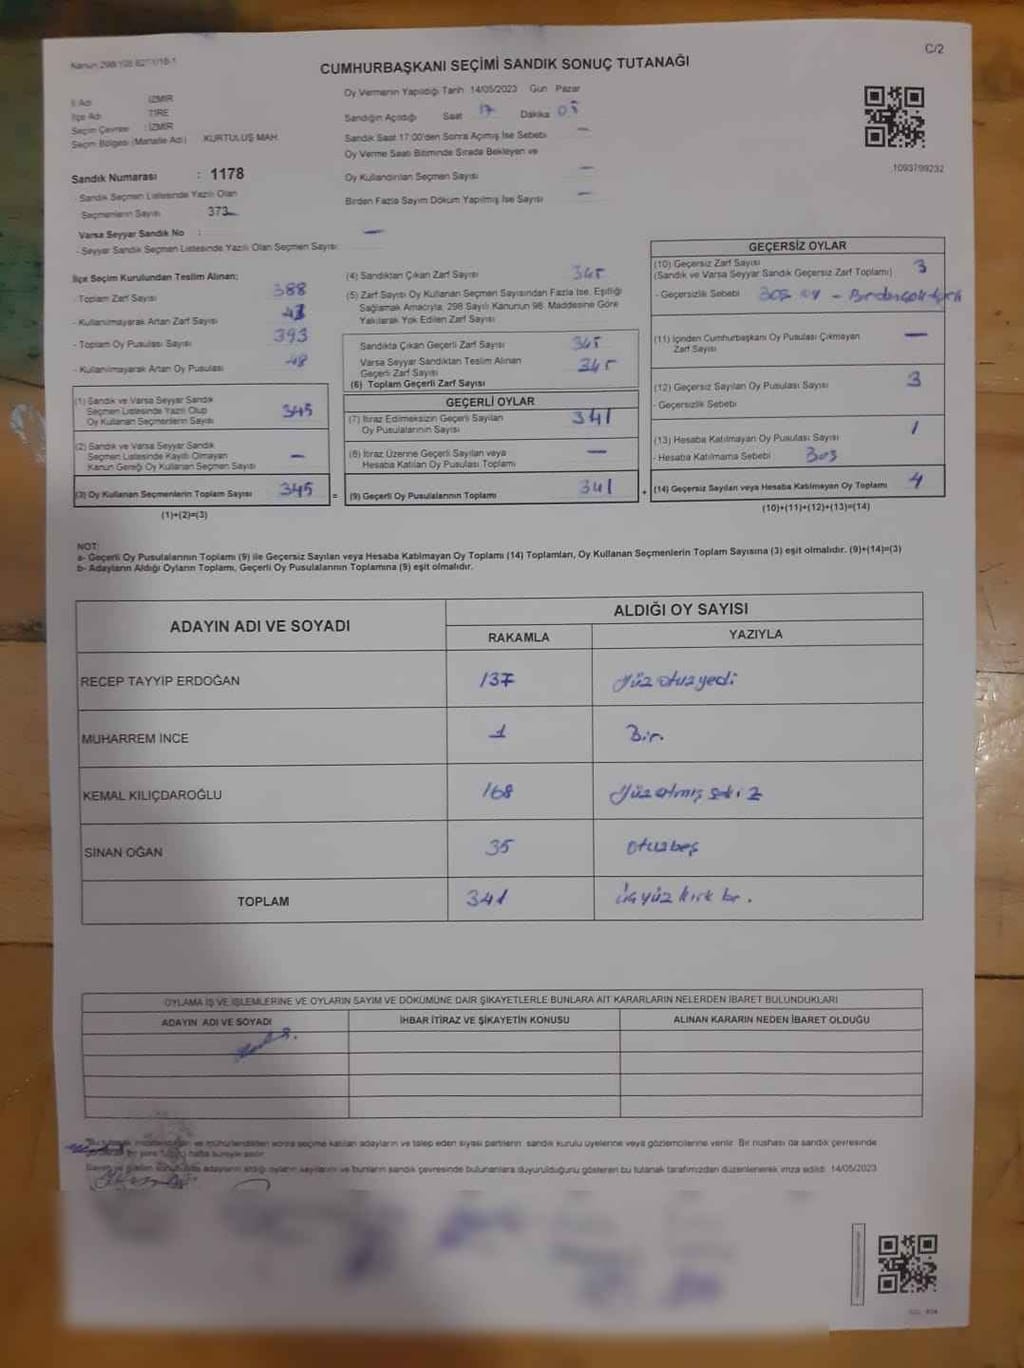 C/2
CUMHURBAŞKANI SEÇİMİ SANDIK SONUÇ TUTANAĞI
İl Adı İZMİR
İlçe Adı TİRE
Seçim Çevresi : İZMİR
Seçim Bölgesi (Mahalle Adı) KURTULUŞ MAH.
Sandık Numarası : 1178
Sandık Seçmen Listesinde Yazılı Olan
Seçmenlerin Sayısı 373
Varsa Seyyar Sandık No : —
- Seyyar Sandık Seçmen Listesinde Yazılı Olan Seçmen Sayısı
Oy Vermenin Yapıldığı Tarih 14/05/2023 Gün Pazar
Sandığın Açıldığı Saat 17 Dakika 05
Sandık Saat 17:00'den Sonra Açılmış İse Sebebi —
Oy Verme Saati Bitiminde Sırada Bekleyen ve
Oy Kullandırılan Seçmen Sayısı —
Birden Fazla Sayım Döküm Yapılmış İse Sayısı —
1093799232
İlçe Seçim Kurulundan Teslim Alınan;
- Toplam Zarf Sayısı 388
- Kullanılmayarak Artan Zarf Sayısı 43
- Toplam Oy Pusulası Sayısı 393
- Kullanılmayarak Artan Oy Pusulası 48
(1) Sandık ve Varsa Seyyar Sandık
Seçmen Listesinde Yazılı Olup
Oy Kullanan Seçmenlerin Sayısı 345
(2) Sandık ve Varsa Seyyar Sandık
Seçmen Listesinde Kayıtlı Olmayan
Kanun Gereği Oy Kullanan Seçmen Sayısı —
(3) Oy Kullanan Seçmenlerin Toplam Sayısı 345 =
(1)+(2)=(3)
(4) Sandıktan Çıkan Zarf Sayısı 345
(5) Zarf Sayısı Oy Kullanan Seçmen Sayısından Fazla İse, Eşitliği
Sağlamak Amacıyla, 298 Sayılı Kanunun 98. Maddesine Göre
Yakılarak Yok Edilen Zarf Sayısı
Sandıkta Çıkan Geçerli Zarf Sayısı 345
Varsa Seyyar Sandıktan Teslim Alınan
Geçerli Zarf Sayısı
(6) Toplam Geçerli Zarf Sayısı 345
GEÇERLİ OYLAR
(7) İtiraz Edilmeksizin Geçerli Sayılan
Oy Pusulalarının Sayısı 341
(8) İtiraz Üzerine Geçerli Sayılan veya
Hesaba Katılan Oy Pusulası Toplamı —
(9) Geçerli Oy Pusulalarının Toplamı 341 +
GEÇERSİZ OYLAR
(10) Geçersiz Zarf Sayısı
(Sandık ve Varsa Seyyar Sandık Geçersiz Zarf Toplamı) 3
- Geçersizlik Sebebi
(11) İçinden Cumhurbaşkanı Oy Pusulası Çıkmayan
Zarf Sayısı —
(12) Geçersiz Sayılan Oy Pusulası Sayısı 3
- Geçersizlik Sebebi
(13) Hesaba Katılmayan Oy Pusulası Sayısı 1
- Hesaba Katılmama Sebebi Boş
(14) Geçersiz Sayılan veya Hesaba Katılmayan Oy Toplamı 4
(10)+(11)+(12)+(13)=(14)
NOT:
a- Geçerli Oy Pusulalarının Toplamı (9) ile Geçersiz Sayılan veya Hesaba Katılmayan Oy Toplamı (14) Toplamları, Oy Kullanan Seçmenlerin Toplam Sayısına (3) eşit olmalıdır. (9)+(14)=(3)
b- Adayların Aldığı Oyların Toplamı, Geçerli Oy Pusulalarının Toplamına (9) eşit olmalıdır.
ADAYIN ADI VE SOYADI
ALDIĞI OY SAYISI
RAKAMLA YAZIYLA
RECEP TAYYİP ERDOĞAN 137 Yüz otuz yedi
MUHARREM İNCE 1 Bir.
KEMAL KILIÇDAROĞLU 168 Yüz altmış sekiz
SİNAN OĞAN 35 Otuz beş
TOPLAM 341 üç yüz kırk bir.
OYLAMA İŞ VE İŞLEMLERİNE VE OYLARIN SAYIM VE DÖKÜMÜNE DAİR ŞİKAYETLERLE BUNLARA AİT KARARLARIN NELERDEN İBARET BULUNDUKLARI
ADAYIN ADI VE SOYADI İHBAR İTİRAZ VE ŞİKAYETİN KONUSU ALINAN KARARIN NEDEN İBARET OLDUĞU
ve mühürlendikten sonra seçime katılan adayların ve talep eden siyasi partilerin sandık kurulu üyelerine veya gözlemcilerine verilir. Bir nüshası da sandık çevresinde
adayların aldığı oyların sayılarını ve bunların sandık çevresinde bulunanlara duyurulduğunu gösteren bu tutanak tarafımızdan düzenlenerek imza edildi. 14/05/2023